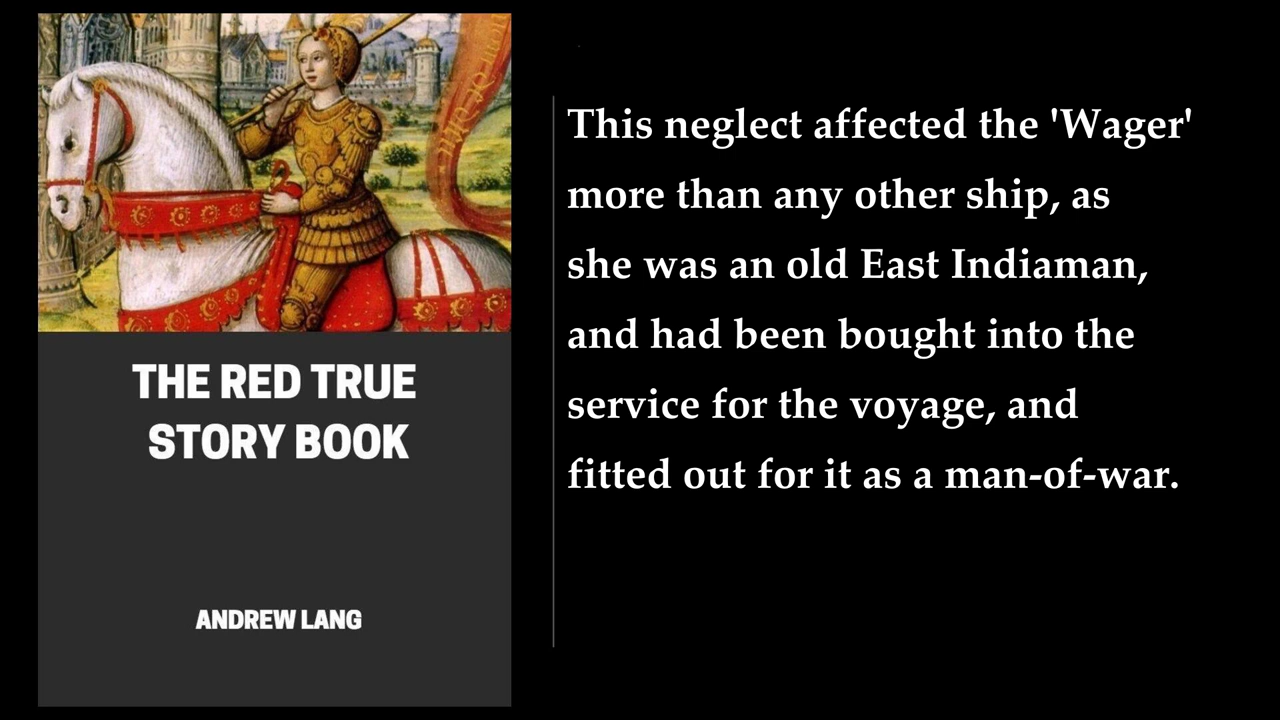 THE RED TRUE
STORY BOOK
ANDREW LANG
This neglect affected the 'Wager'
more than any other ship, as
she was an old East Indiaman,
and had been bought into the
service for the voyage, and
fitted out for it as a man-of-war.